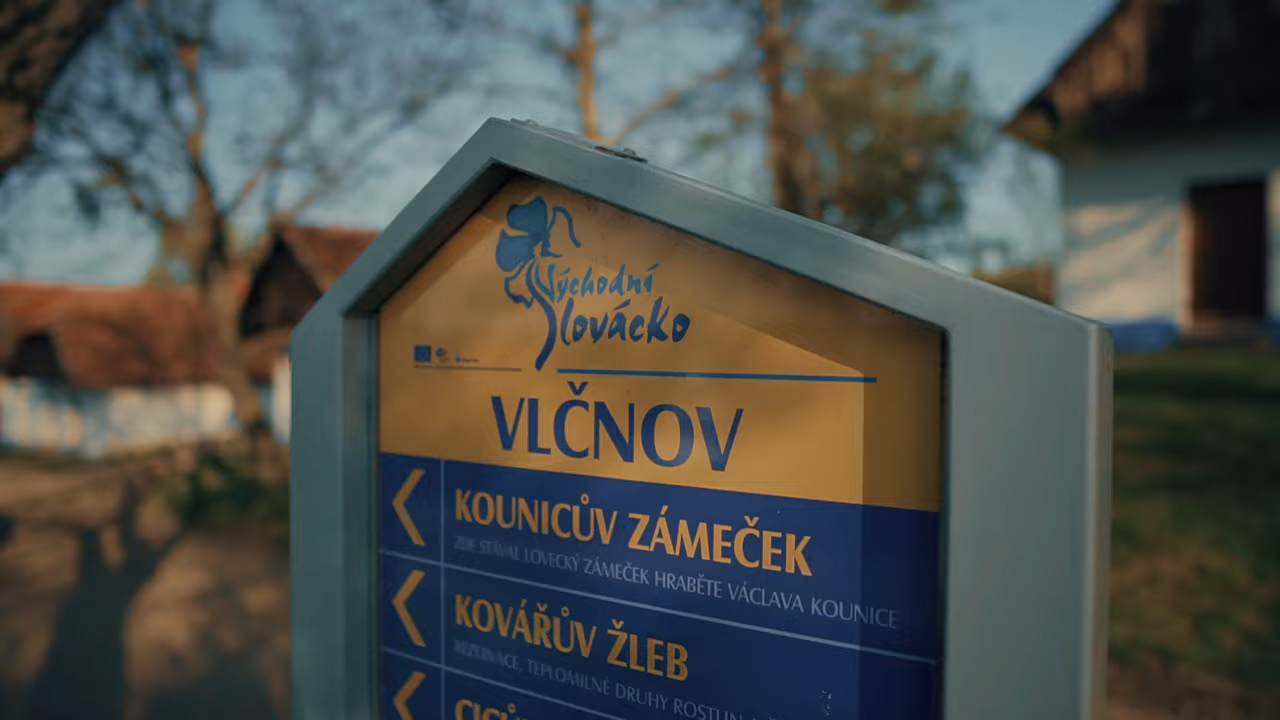 Východní
Slovácko
VLČNOV
KOUNICŮV ZÁMEČEK
ZDE STÁVAL LOVECKÝ ZÁMEČEK HRABĚTE VÁCLAVA KOUNICE
KOVÁŘŮV ŽLEB
REZERVACE, TEPLOMILNÉ DRUHY ROSTLIN